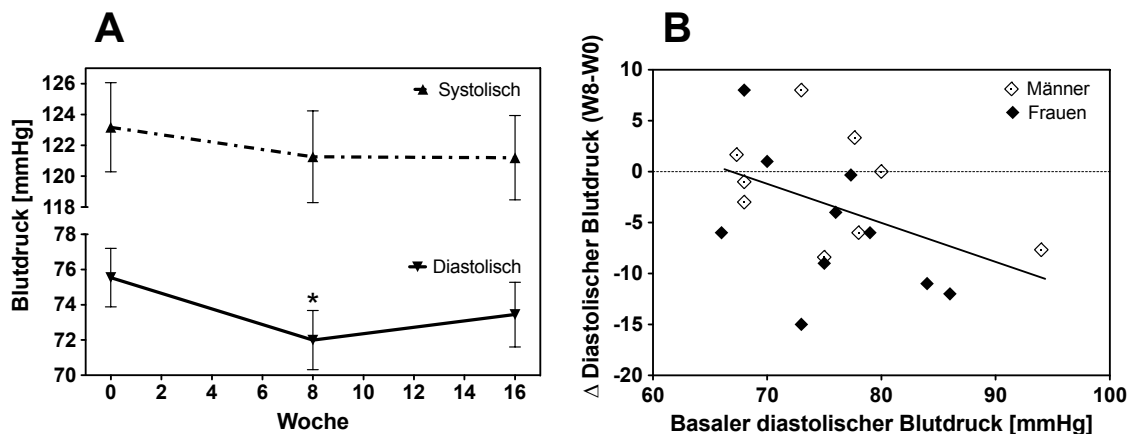 A
Blutdruck [mmHg]
126
124
122
120
118
78
76
74
72
70
Systolisch
Diastolisch
*
0 2 4 6 8 10 12 14 16
Woche
B
Δ Diastolischer Blutdruck (W8-W0)
10
5
0
-5
-10
-15
-20
Männer
Frauen
60 70 80 90 100
Basaler diastolischer Blutdruck [mmHg]